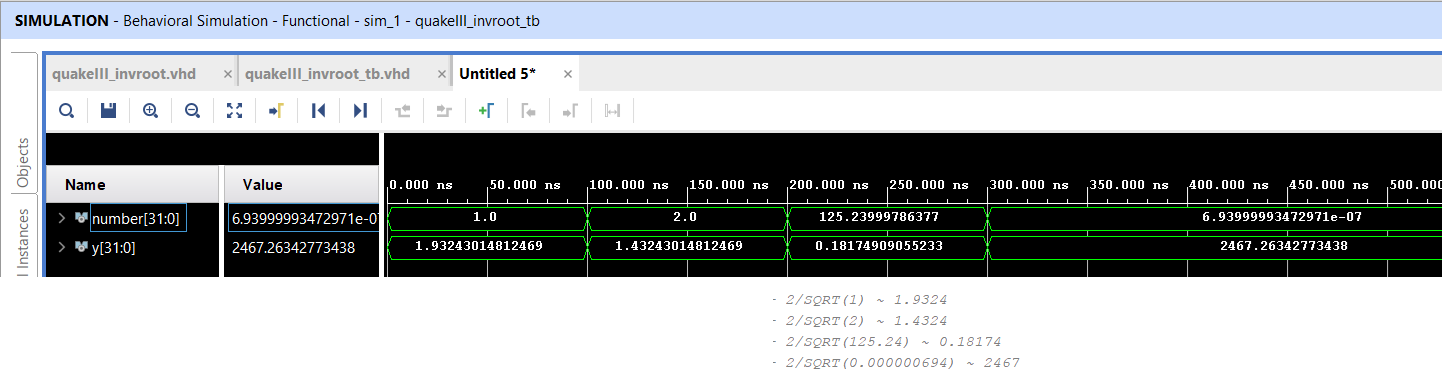 SIMULATION - Behavioral Simulation - Functional - sim_1 - quakeIII_invroot_tb
quakeIII_invroot.vhd × quakeIII_invroot_tb.vhd × Untitled 5* ×
Objects
Instances
Name Value
0.000 ns 50.000 ns 100.000 ns 150.000 ns 200.000 ns 250.000 ns 300.000 ns 350.000 ns 400.000 ns 450.000 ns 500.000
number[31:0] 6.93999993472971e-0 1.0 2.0 125.23999786377 6.939999993472971e-07
y[31:0] 2467.26342773438 1.93243014812469 1.43243014812469 0.18174909055233 2467.26342773438
- 2/SQRT(1) ~ 1.9324
- 2/SQRT(2) ~ 1.4324
- 2/SQRT(125.24) ~ 0.18174
- 2/SQRT(0.000000694) ~ 2467